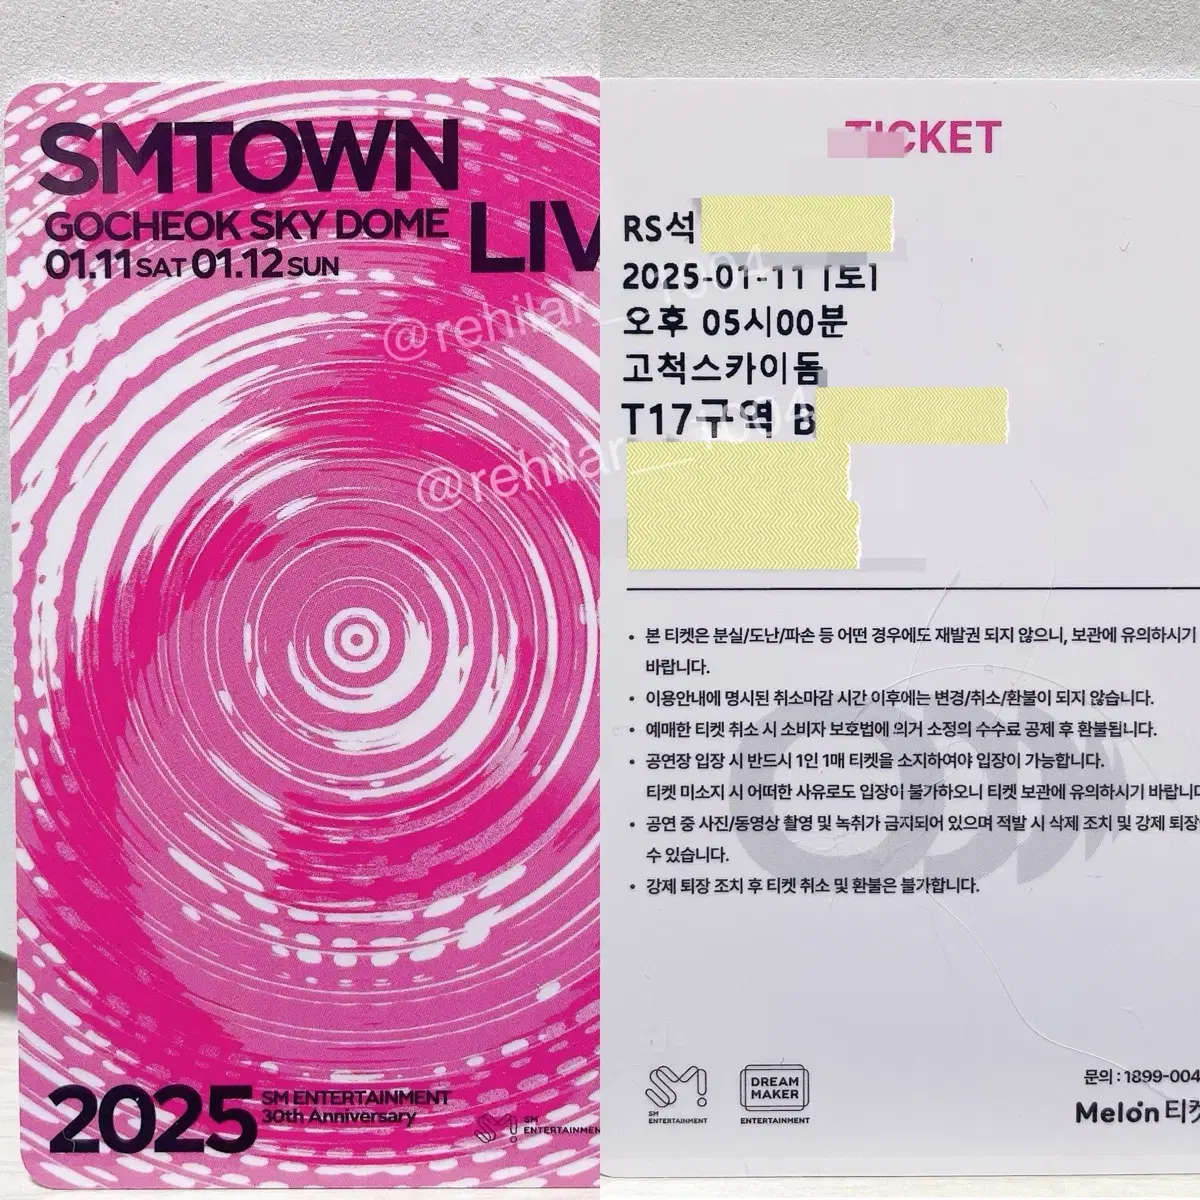 SMTOWN
GOCHEOK SKY DOME
01.11 SAT 01.12 SUN
LIV
@rehilar__1004
@rehilar__1004
2025
SM ENTERTAINMENT
30th Anniversary
SM
ENTERTAINMEN
TICKET
RS석
2025-01-11 [토]
오후 05시00분
고척스카이돔
T17구역 B
• 본 티켓은 분실/도난/파손 등 어떤 경우에도 재발권 되지 않으니, 보관에 유의하시기
바랍니다.
• 이용안내에 명시된 취소마감 시간 이후에는 변경/취소/환불이 되지 않습니다.
• 예매한 티켓 취소 시 소비자 보호법에 의거 소정의 수수료 공제 후 환불됩니다.
• 공연장 입장 시 반드시 1인 1매 티켓을 소지하여야 입장이 가능합니다.
티켓 미소지 시 어떠한 사유로도 입장이 불가하오니 티켓 보관에 유의하시기 바랍니다
• 공연 중 사진/동영상 촬영 및 녹취가 금지되어 있으며 적발 시 삭제 조치 및 강제 퇴장
수 있습니다.
• 강제 퇴장 조치 후 티켓 취소 및 환불은 불가합니다.
SM
ENTERTAINMENT
DREAM
MAKER
ENTERTAINMENT
문의 : 1899-004
Melon 티켓